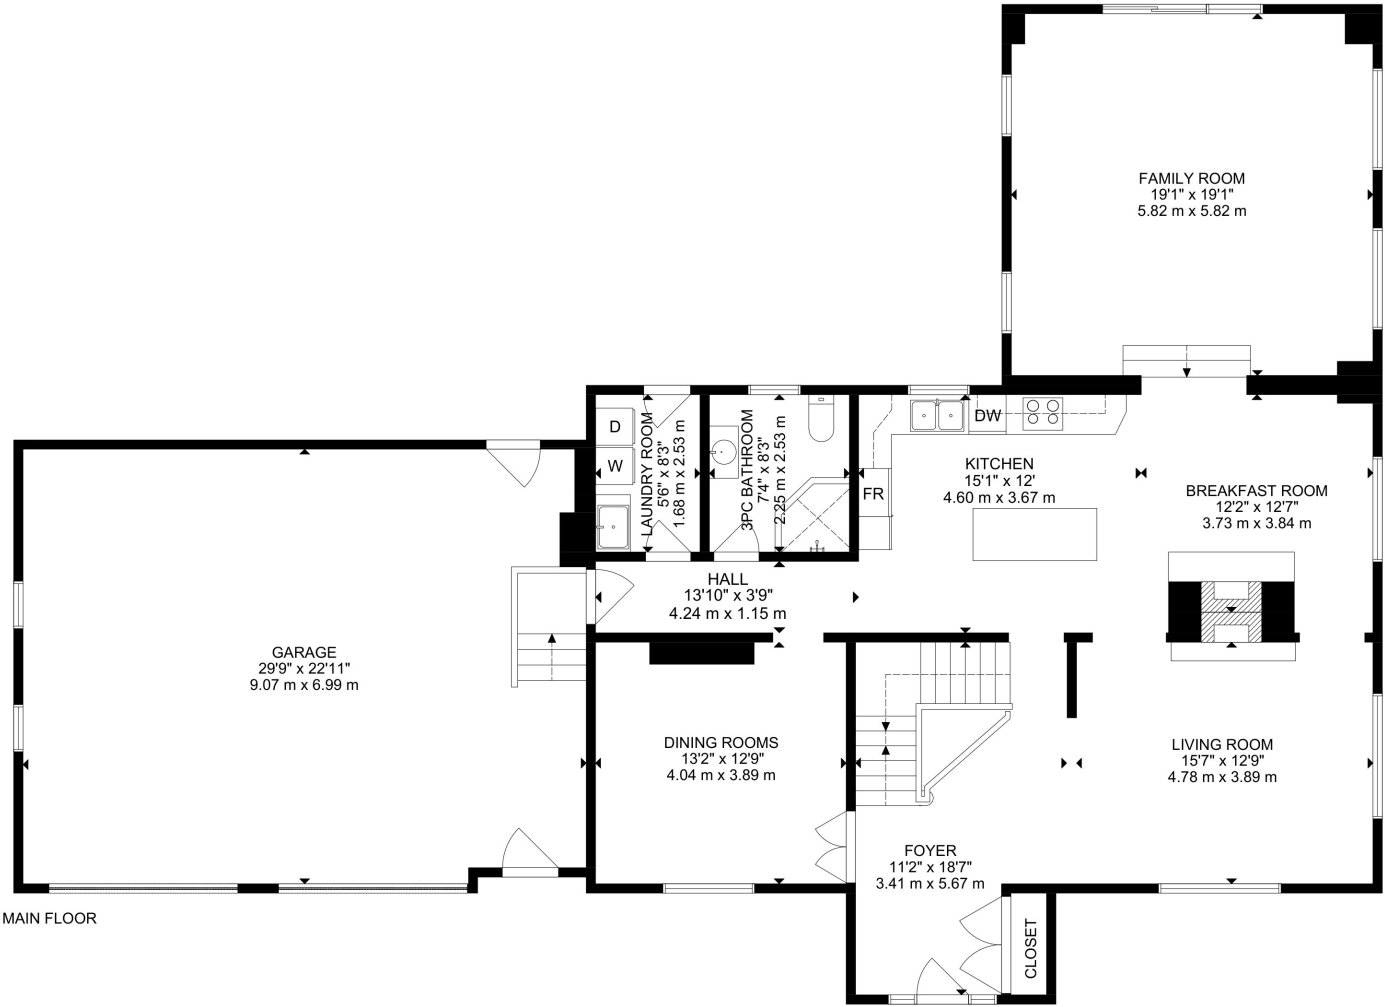 FAMILY ROOM
19'1" x 19'1"
5.82 m x 5.82 m
D
W
LAUNDRY ROOM
5'6" x 8'3"
1.68 m x 2.53 m
3PC BATHROOM
7'4" x 8'3"
2.25 m x 2.53 m
DW
FR
KITCHEN
15'1" x 12'
4.60 m x 3.67 m
BREAKFAST ROOM
12'2" x 12'7"
3.73 m x 3.84 m
HALL
13'10" x 3'9"
4.24 m x 1.15 m
GARAGE
29'9" x 22'11"
9.07 m x 6.99 m
DINING ROOMS
13'2" x 12'9"
4.04 m x 3.89 m
LIVING ROOM
15'7" x 12'9"
4.78 m x 3.89 m
FOYER
11'2" x 18'7"
3.41 m x 5.67 m
CLOSET
MAIN FLOOR